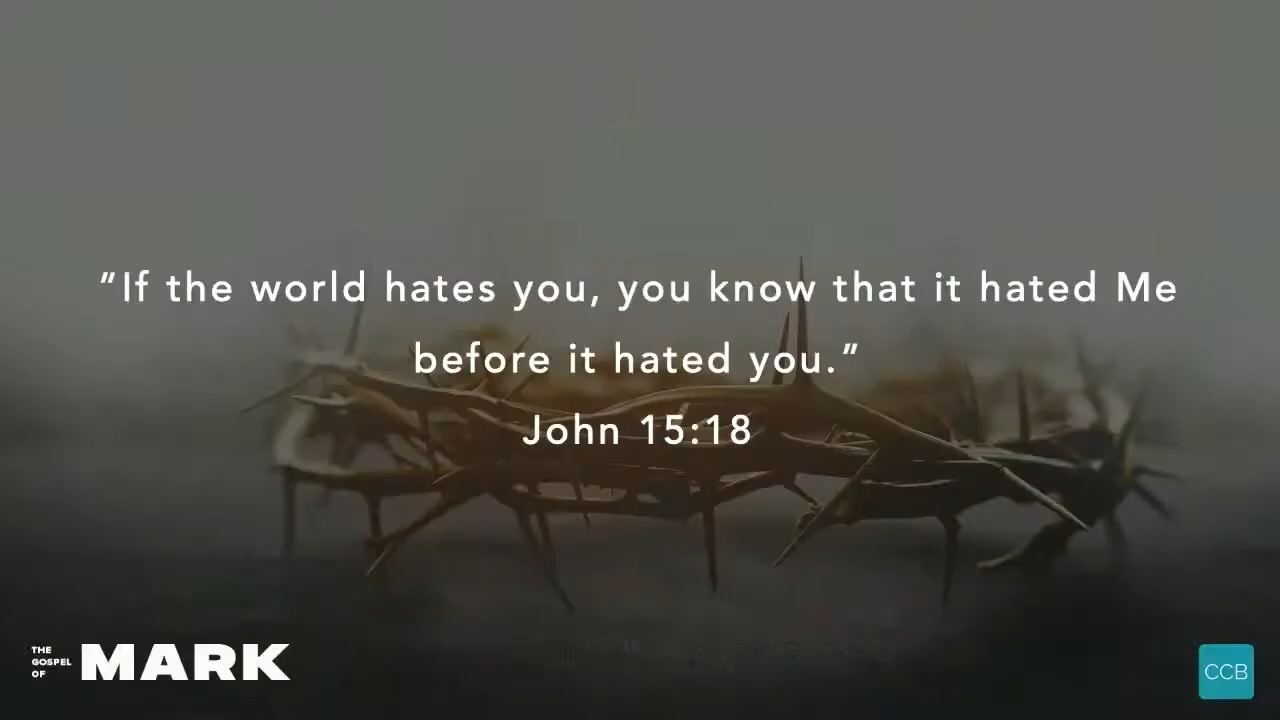 “If the world hates you, you know that it hated Me
before it hated you.”
John 15:18
THE
GOSPEL
OF
MARK
CCB